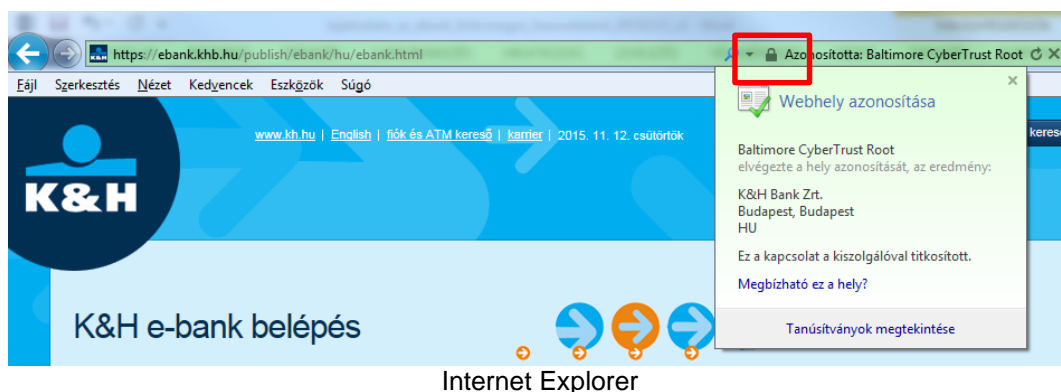 https://ebank.khb.hu/publish/ebank/hu/ebank.html
Azonosította: Baltimore CyberTrust Root
Fájl Szerkesztés Nézet Kedvencek Eszközök Súgó
Webhely azonosítása
www.kh.hu | English | fiók és ATM kereső | karrier | 2015. 11. 12. csütörtök
K&H
Baltimore CyberTrust Root
elvégezte a hely azonosítását, az eredmény:
K&H Bank Zrt.
Budapest, Budapest
HU
Ez a kapcsolat a kiszolgálóval titkosított.
Megbízható ez a hely?
Tanúsítványok megtekintése
K&H e-bank belépés
Internet Explorer